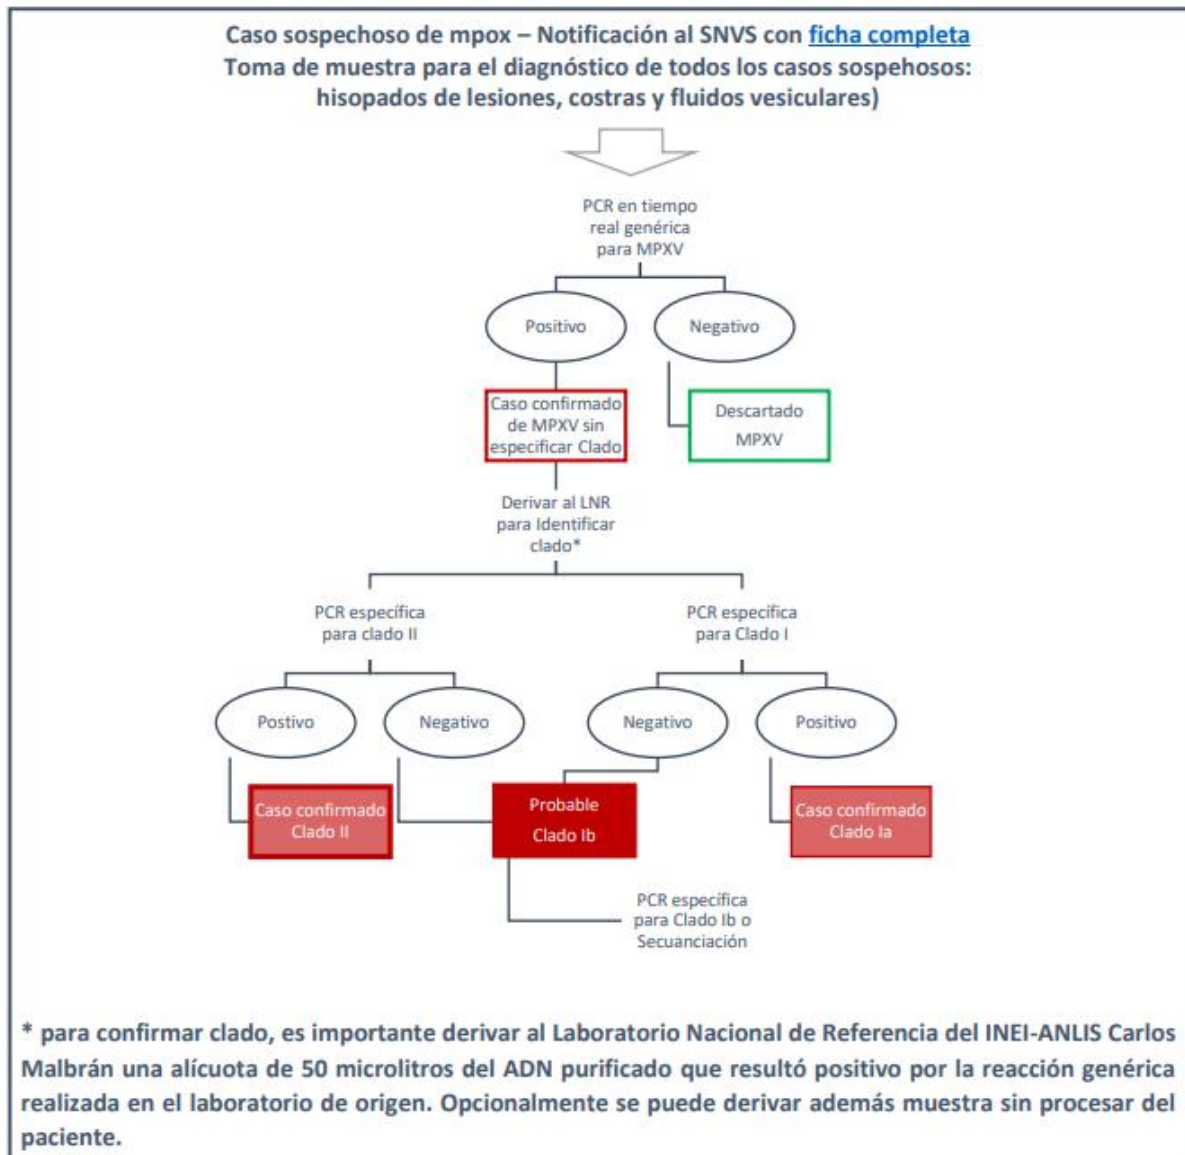 Caso sospechoso de mpox – Notificación al SNVS con ficha completa
Toma de muestra para el diagnóstico de todos los casos sospehosos:
hisopados de lesiones, costras y fluidos vesiculares)
PCR en tiempo
real genérica
para MPXV
Positivo
Negativo
Caso confirmado
de MPXV sin
especificar Clado
Descartado
MPXV
Derivar al LNR
para Identificar
clado*
PCR específica
para clado II
PCR específica
para Clado I
Postivo
Negativo
Negativo
Positivo
Caso confirmado
Clado II
Probable
Clado Ib
Caso confirmado
Clado Ia
PCR específica
para Clado Ib o
Secuanciación
* para confirmar clado, es importante derivar al Laboratorio Nacional de Referencia del INEI-ANLIS Carlos
Malbrán una alícuota de 50 microlitros del ADN purificado que resultó positivo por la reacción genérica
realizada en el laboratorio de origen. Opcionalmente se puede derivar además muestra sin procesar del
paciente.